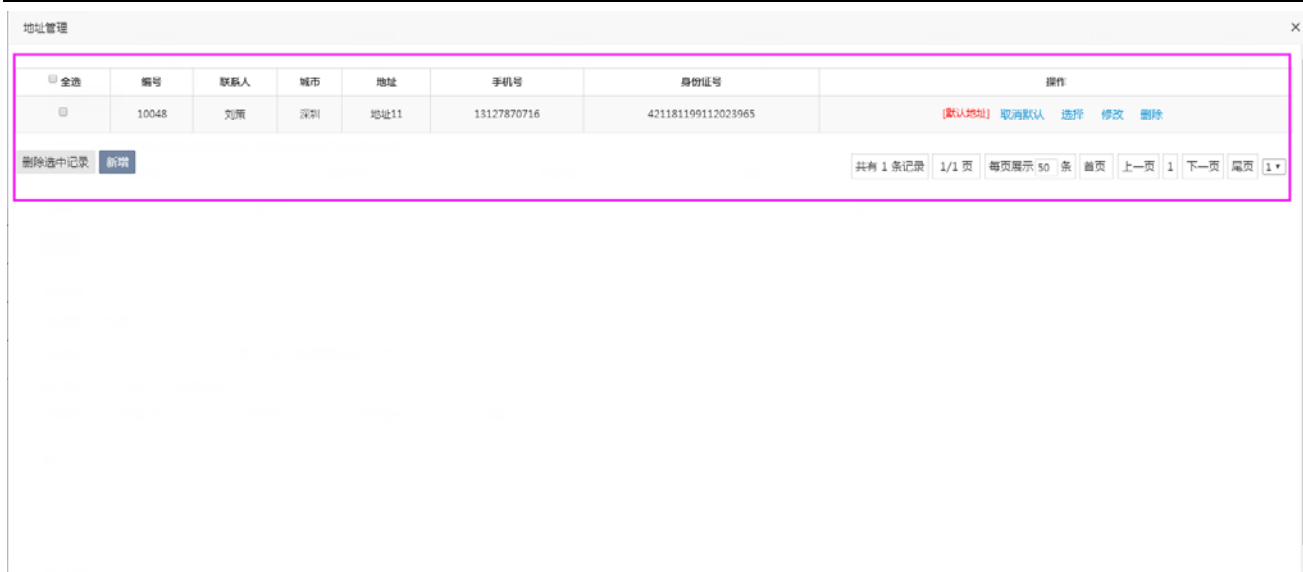 地址管理 ×
全选 编号 联系人 城市 地址 手机号 身份证号 操作
10048 刘策 深圳 地址11 13127870716 421181199112023965 [默认地址] 取消默认 选择 修改 删除
删除选中记录 新增 共有 1 条记录 1/1 页 每页展示 50 条 首页 上一页 1 下一页 尾页 1